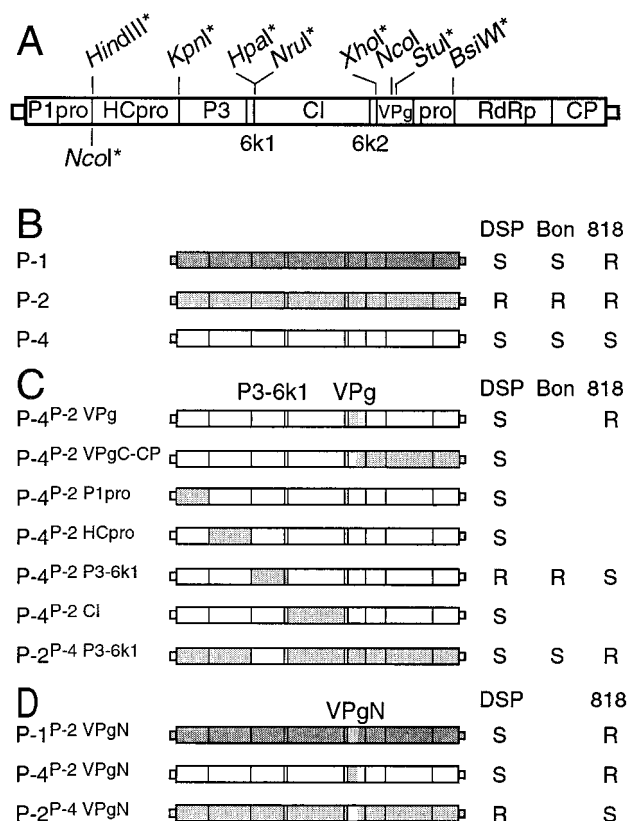 A
HindIII* KpnI* HpaI* NruI* XhoI* NcoI StuI* BsiWI*
P1pro HCpro P3 CI VPg pro RdRp CP
NcoI* 6k1 6k2
B
DSP Bon 818
P-1 S S R
P-2 R R R
P-4 S S S
C
P3-6k1 VPg DSP Bon 818
P-4P-2 VPg S R
P-4P-2 VPgC-CP S
P-4P-2 P1pro S
P-4P-2 HCpro S
P-4P-2 P3-6k1 R R S
P-4P-2 CI S
P-2P-4 P3-6k1 S S R
D
VPgN DSP 818
P-1P-2 VPgN S R
P-4P-2 VPgN S R
P-2P-4 VPgN R S